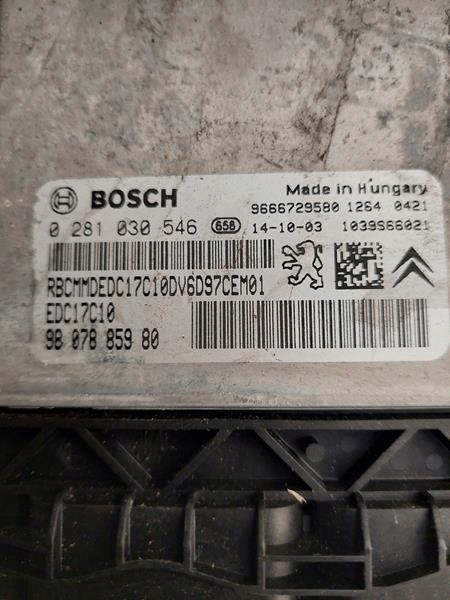 BOSCH
Made in Hungary
9666729580 1264 0421
0 281 030 546 658 14-10-03 1039S66021
RBCMMDEDC17C10DV6D97CEM01
EDC17C10
98 078 859 80